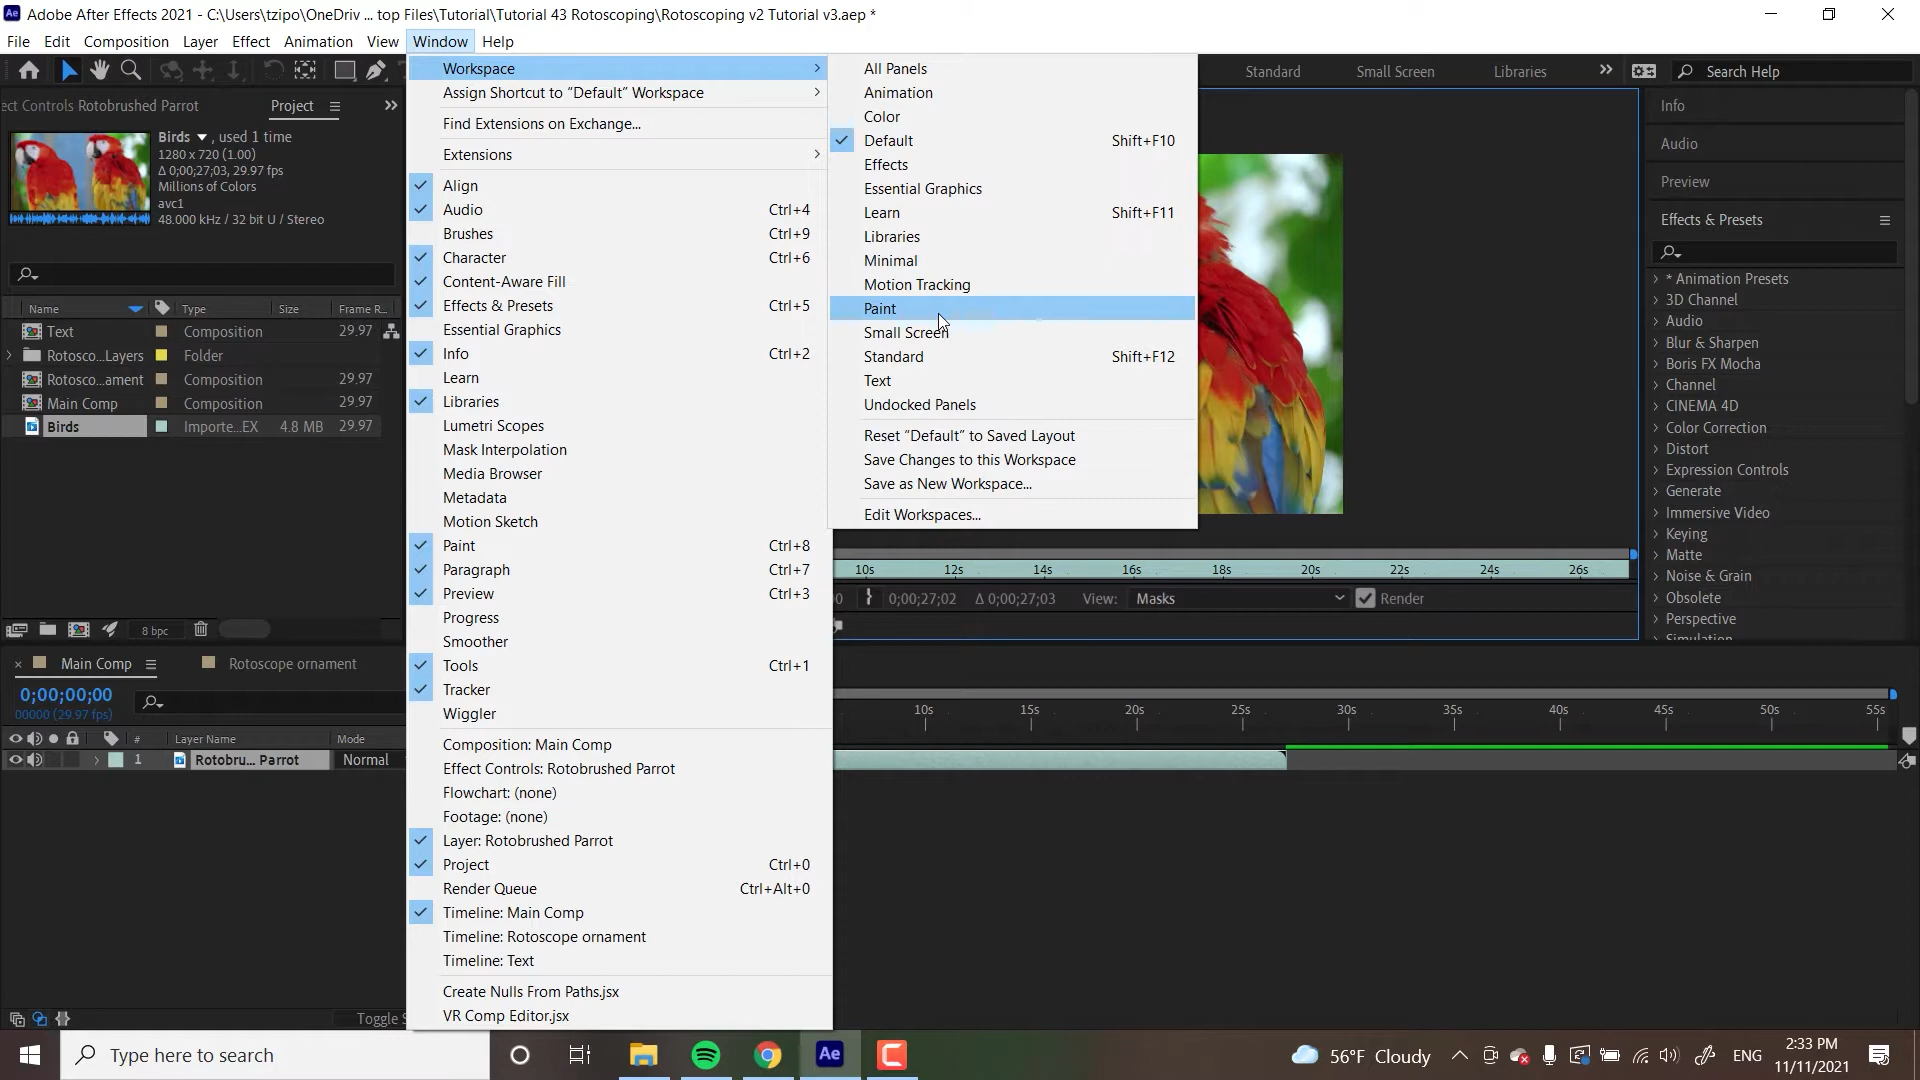 Adobe After Effects 2021 - C:\Users\tzipo\OneDriv ... top Files\Tutorial\Tutorial 43 Rotoscoping\Rotoscoping v2 Tutorial v3.aep *
File Edit Composition Layer Effect Animation View Window Help
Standard Small Screen Libraries Search Help
ect Controls Rotobrushed Parrot Project
Birds , used 1 time
1280 x 720 (1.00)
Δ 0;00;27;03, 29.97 fps
Millions of Colors
avc1
48.000 kHz / 32 bit U / Stereo
Name Type Size Frame R...
Text Composition 29.97
Rotosco...Layers Folder
Rotosco...ament Composition 29.97
Main Comp Composition 29.97
Birds Importe...EX 4.8 MB 29.97
8 bpc
Workspace
Assign Shortcut to “Default” Workspace
Find Extensions on Exchange...
Extensions
Align
Audio Ctrl+4
Brushes Ctrl+9
Character Ctrl+6
Content-Aware Fill
Effects & Presets Ctrl+5
Essential Graphics
Info Ctrl+2
Learn
Libraries
Lumetri Scopes
Mask Interpolation
Media Browser
Metadata
Motion Sketch
Paint Ctrl+8
Paragraph Ctrl+7
Preview Ctrl+3
Progress
Smoother
Tools Ctrl+1
Tracker
Wiggler
Composition: Main Comp
Effect Controls: Rotobrushed Parrot
Flowchart: (none)
Footage: (none)
Layer: Rotobrushed Parrot
Project Ctrl+0
Render Queue Ctrl+Alt+0
Timeline: Main Comp
Timeline: Rotoscope ornament
Timeline: Text
Create Nulls From Paths.jsx
VR Comp Editor.jsx
All Panels
Animation
Color
Default Shift+F10
Effects
Essential Graphics
Learn Shift+F11
Libraries
Minimal
Motion Tracking
Paint
Small Screen
Standard Shift+F12
Text
Undocked Panels
Reset “Default” to Saved Layout
Save Changes to this Workspace
Save as New Workspace...
Edit Workspaces...
10s 12s 14s 16s 18s 20s 22s 24s 26s
0;00;27;02 Δ 0;00;27;03 View: Masks Render
Info
Audio
Preview
Effects & Presets
* Animation Presets
3D Channel
Audio
Blur & Sharpen
Boris FX Mocha
Channel
CINEMA 4D
Color Correction
Distort
Expression Controls
Generate
Immersive Video
Keying
Matte
Noise & Grain
Obsolete
Perspective
Simulation
Main Comp Rotoscope ornament
0;00;00;00
00000 (29.97 fps)
# Layer Name Mode
1 Rotobru... Parrot Normal
10s 15s 20s 25s 30s 35s 40s 45s 50s 55s
Toggle S
Type here to search
56°F Cloudy ENG 2:33 PM
11/11/2021